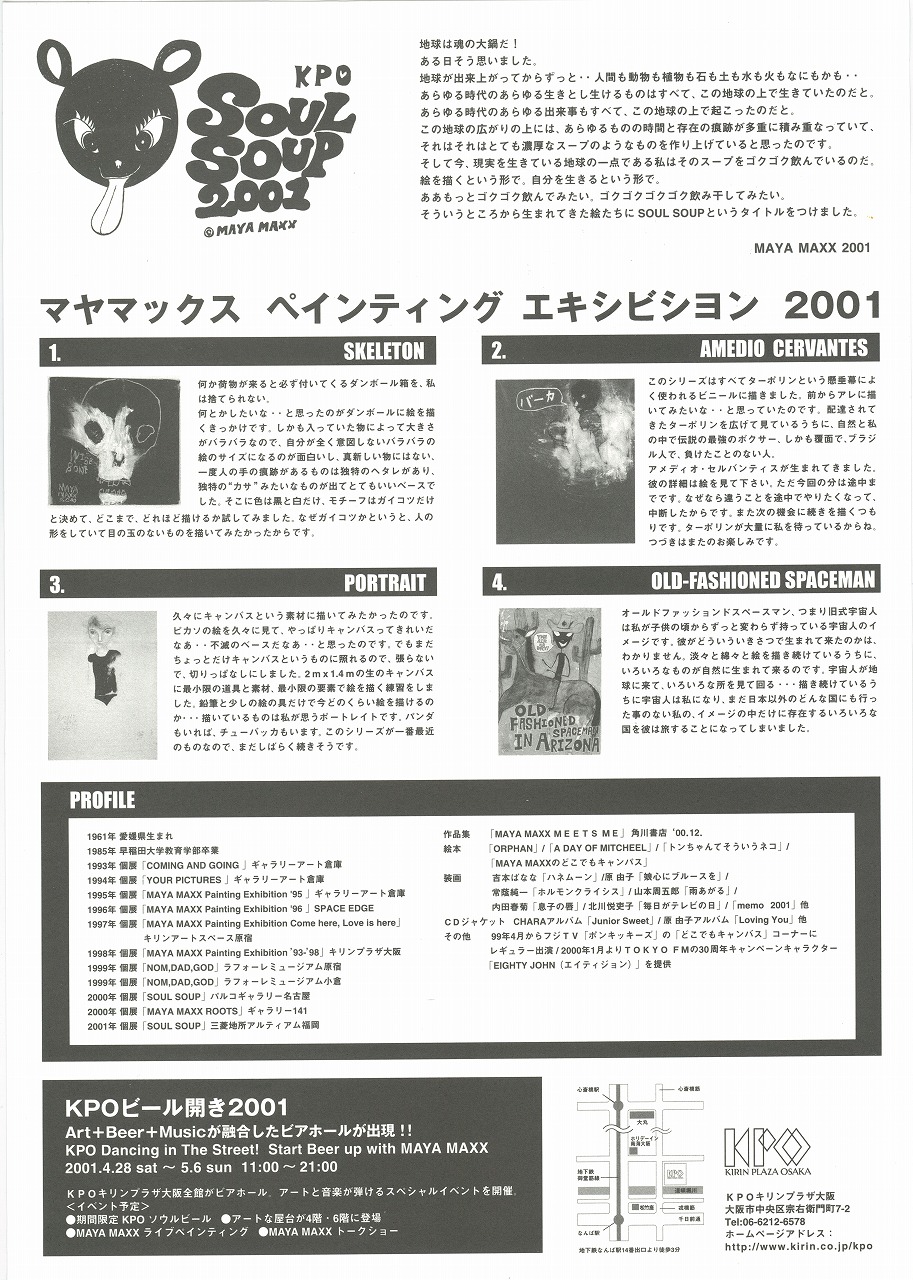 KPO
SOUL
SOUP
2001
©MAYA MAXX
地球は魂の大鍋だ！
ある日そう思いました。
地球が出来上がってからずっと‥人間も動物も植物も石も土も水も火もなにもかも‥
あらゆる時代のあらゆる生きとし生けるものはすべて、この地球の上で生きていたのだと。
あらゆる時代のあらゆる出来事もすべて、この地球の上で起こったのだと。
この地球の広がりの上には、あらゆるものの時間と存在の痕跡が多重に積み重なっていて、
それはそれはとても濃厚なスープのようなものを作り上げていると思ったのです。
そして今、現実を生きている地球の一点である私はそのスープをゴクゴク飲んでいるのだ。
絵を描くという形で。自分を生きるという形で。
ああもっとゴクゴク飲んでみたい。ゴクゴクゴクゴク飲み干してみたい。
そういうところから生まれてきた絵たちに SOUL SOUPというタイトルをつけました。
MAYA MAXX 2001
マヤマックス ペインティング エキシビシヨン 2001
1. SKELETON
何か荷物が来ると必ず付いてくるダンボール箱を、私
は捨てられない。
何とかしたいな‥と思ったのがダンボールに絵を描
くきっかけです。しかも入っていた物によって大きさ
がバラバラなので、自分が全く意図しないバラバラの
絵のサイズになるのが面白いし、真新しい物にはない、
一度人の手の痕跡があるものは独特のヘタレがあり、
独特の“カサ”みたいなものが出てとてもいいベースで
した。そこに色は黒と白だけ、モチーフはガイコツだけ
と決めて、どこまで、どれほど描けるか試してみました。なぜガイコツかというと、人の
形をしていて目の玉のないものを描いてみたかったからです。
2. AMEDIO CERVANTES
バーカ
このシリーズはすべてターポリンという懸垂幕によ
く使われるビニールに描きました。前からアレに描
いてみたいな‥と思っていたのです。配達されて
きたターポリンを広げて見ているうちに、自然と私
の中で伝説の最強のボクサー、しかも覆面で、ブラジ
ル人で、負けたことのない人。
アメディオ・セルバンティスが生まれてきました。
彼の詳細は絵を見て下さい。ただ今回の分は途中ま
でです。なぜなら違うことを途中でやりたくなって、
中断したからです。また次の機会に続きを描くつも
りです。ターポリンが大量に私を待っているからね。
つづきはまたのお楽しみです。
3. PORTRAIT
久々にキャンバスという素材に描いてみたかったのです。
ピカソの絵を久々に見て、やっぱりキャンバスってきれいだ
なあ‥不滅のベースだなあ‥と思ったのです。でもまだ
ちょっとだけキャンバスというものに照れるので、張らない
で、切りっぱなしにしました。2m×1.4mの生のキャンバス
に最小限の道具と素材、最小限の要素で絵を描く練習をしま
した。鉛筆と少しの絵の具だけで今どのくらい絵を描けるの
か･･･描いているものは私が思うポートレイトです。パンダ
もいれば、チューバッカもいます。このシリーズが一番最近
のものなので、まだしばらく続きそうです。
4. OLD-FASHIONED SPACEMAN
OLD
FASHIONED
SPACEMAN
IN ARIZONA
オールドファッションドスペースマン、つまり旧式宇宙人
は私が子供の頃からずっと変わらず持っている宇宙人のイ
メージです。彼がどういういきさつで生まれて来たのかは、
わかりません。淡々と綿々と絵を描き続けているうちに、
いろいろなものが自然に生まれて来るのです。宇宙人が地
球に来て、いろいろな所を見て回る･･･描き続けているう
ちに宇宙人は私になり、まだ日本以外のどんな国にも行っ
た事のない私の、イメージの中だけに存在するいろいろな
国を彼は旅することになってしまいました。
PROFILE
1961年 愛媛県生まれ
1985年 早稲田大学教育学部卒業
1993年 個展「COMING AND GOING 」ギャラリーアート倉庫
1994年 個展「YOUR PICTURES 」ギャラリーアート倉庫
1995年 個展「MAYA MAXX Painting Exhibition '95 」ギャラリーアート倉庫
1996年 個展「MAYA MAXX Painting Exhibition '96 」SPACE EDGE
1997年 個展「MAYA MAXX Painting Exhibition Come here, Love is here」
キリンアートスペース原宿
1998年 個展「MAYA MAXX Painting Exhibition '93-'98」キリンプラザ大阪
1999年 個展「NOM,DAD,GOD」ラフォーレミュージアム原宿
1999年 個展「NOM,DAD,GOD」ラフォーレミュージアム小倉
2000年 個展「SOUL SOUP」パルコギャラリー名古屋
2000年 個展「MAYA MAXX ROOTS」ギャラリー141
2001年 個展「SOUL SOUP」三菱地所アルティアム福岡
作品集 「MAYA MAXX M E E T S M E 」 角川書店 '00.12.
絵本 「ORPHAN」/「A DAY OF MITCHEEL」/「トンちゃんてそういうネコ」/
「MAYA MAXXのどこでもキャンバス」
装画 吉本ばなな「ハネムーン」/原 由子「娘心にブルースを」/
常蔭純一「ホルモンクライシス」/ 山本周五郎「雨あがる」/
内田春菊「息子の唇」/ 北川悦吏子「毎日がテレビの日」/「memo 2001」他
CDジャケット CHARAアルバム「Junior Sweet」/ 原 由子アルバム「Loving You」他
その他 99年4月からフジTV「ポンキッキーズ」の「どこでもキャンバス」コーナーに
レギュラー出演 / 2000年1月よりTOKYO FMの30周年キャンペーンキャラクター
「EIGHTY JOHN（エイティジョン）」を提供
KPOビール開き2001
Art+Beer+Musicが融合したビアホールが出現！！
KPO Dancing in The Street! Start Beer up with MAYA MAXX
2001.4.28 sat ～ 5.6 sun 11:00～21:00
KPOキリンプラザ大阪全館がビアホール。アートと音楽が弾けるスペシャルイベントを開催。
＜イベント予定＞
●期間限定 KPO ソウルビール ●アートな屋台が4階・6階に登場
●MAYA MAXX ライブペインティング ●MAYA MAXX トークショー
心斎橋駅
心斎橋筋
大丸
ホリデーイン
南海大阪
地下鉄
御堂筋線
KPO
道頓堀川
松竹座
戎橋筋
千日前通
なんば駅
地下鉄なんば駅14番出口より徒歩3分
KPO
KIRIN PLAZA OSAKA
KPOキリンプラザ大阪
大阪市中央区宗右衛門町7-2
Tel:06-6212-6578
ホームページアドレス：
http://www.kirin.co.jp/kpo